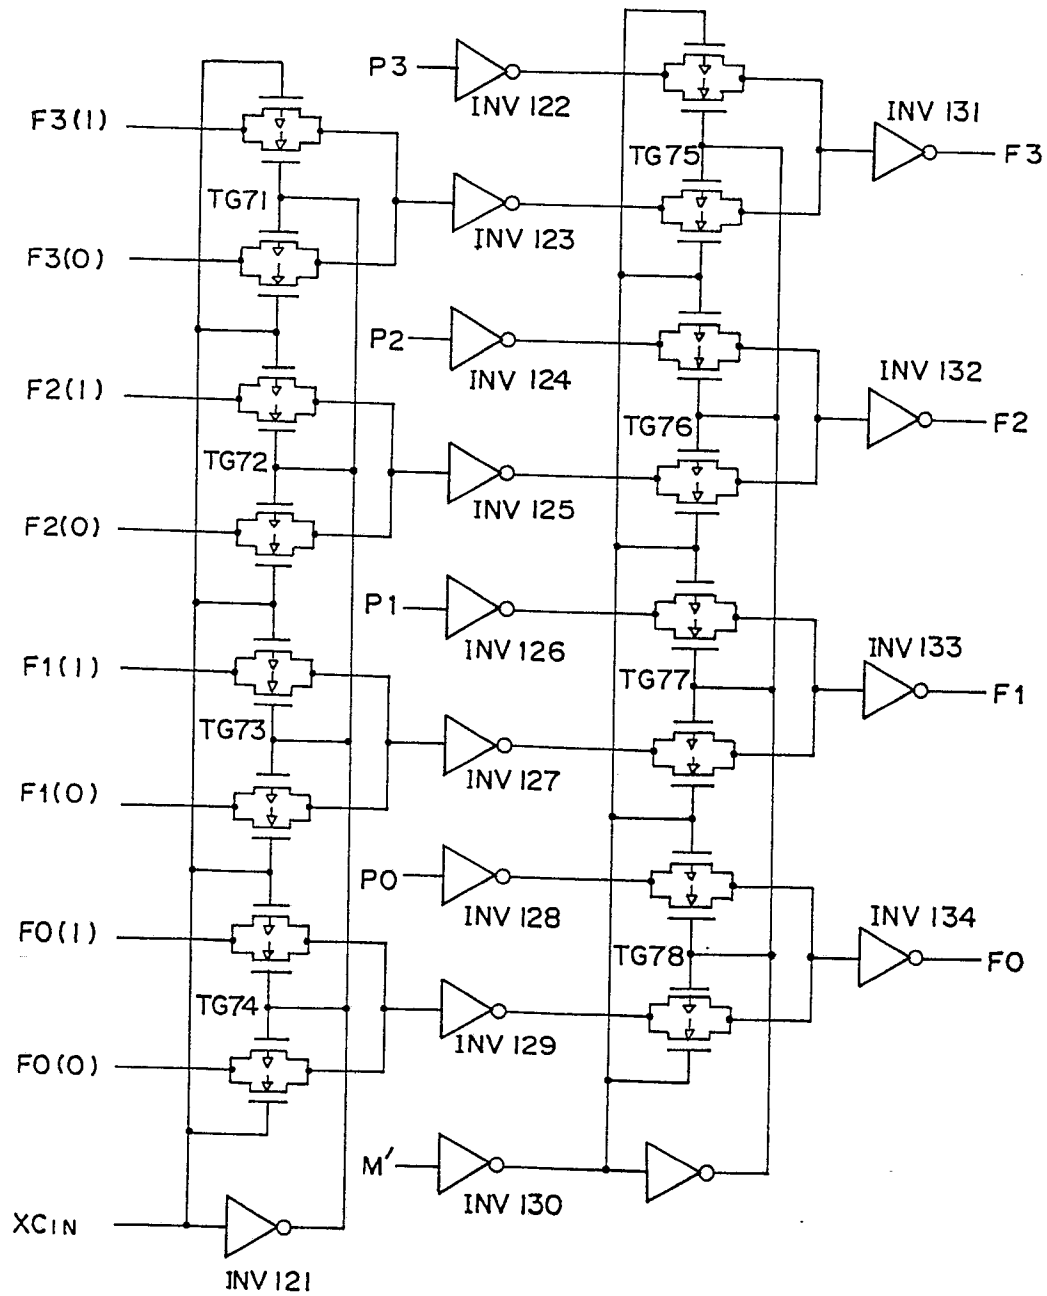 P3
INV 122
INV 131
F3(1)
TG75
F3
TG71
INV 123
F3(0)
P2
INV 124
INV 132
F2(1)
TG76
F2
TG72
INV 125
F2(0)
P1
INV 126
INV 133
F1(1)
TG77
F1
TG73
INV 127
F1(0)
P0
INV 128
INV 134
F0(1)
TG78
F0
TG74
INV 129
F0(0)
M′
INV 130
XCIN
INV 121